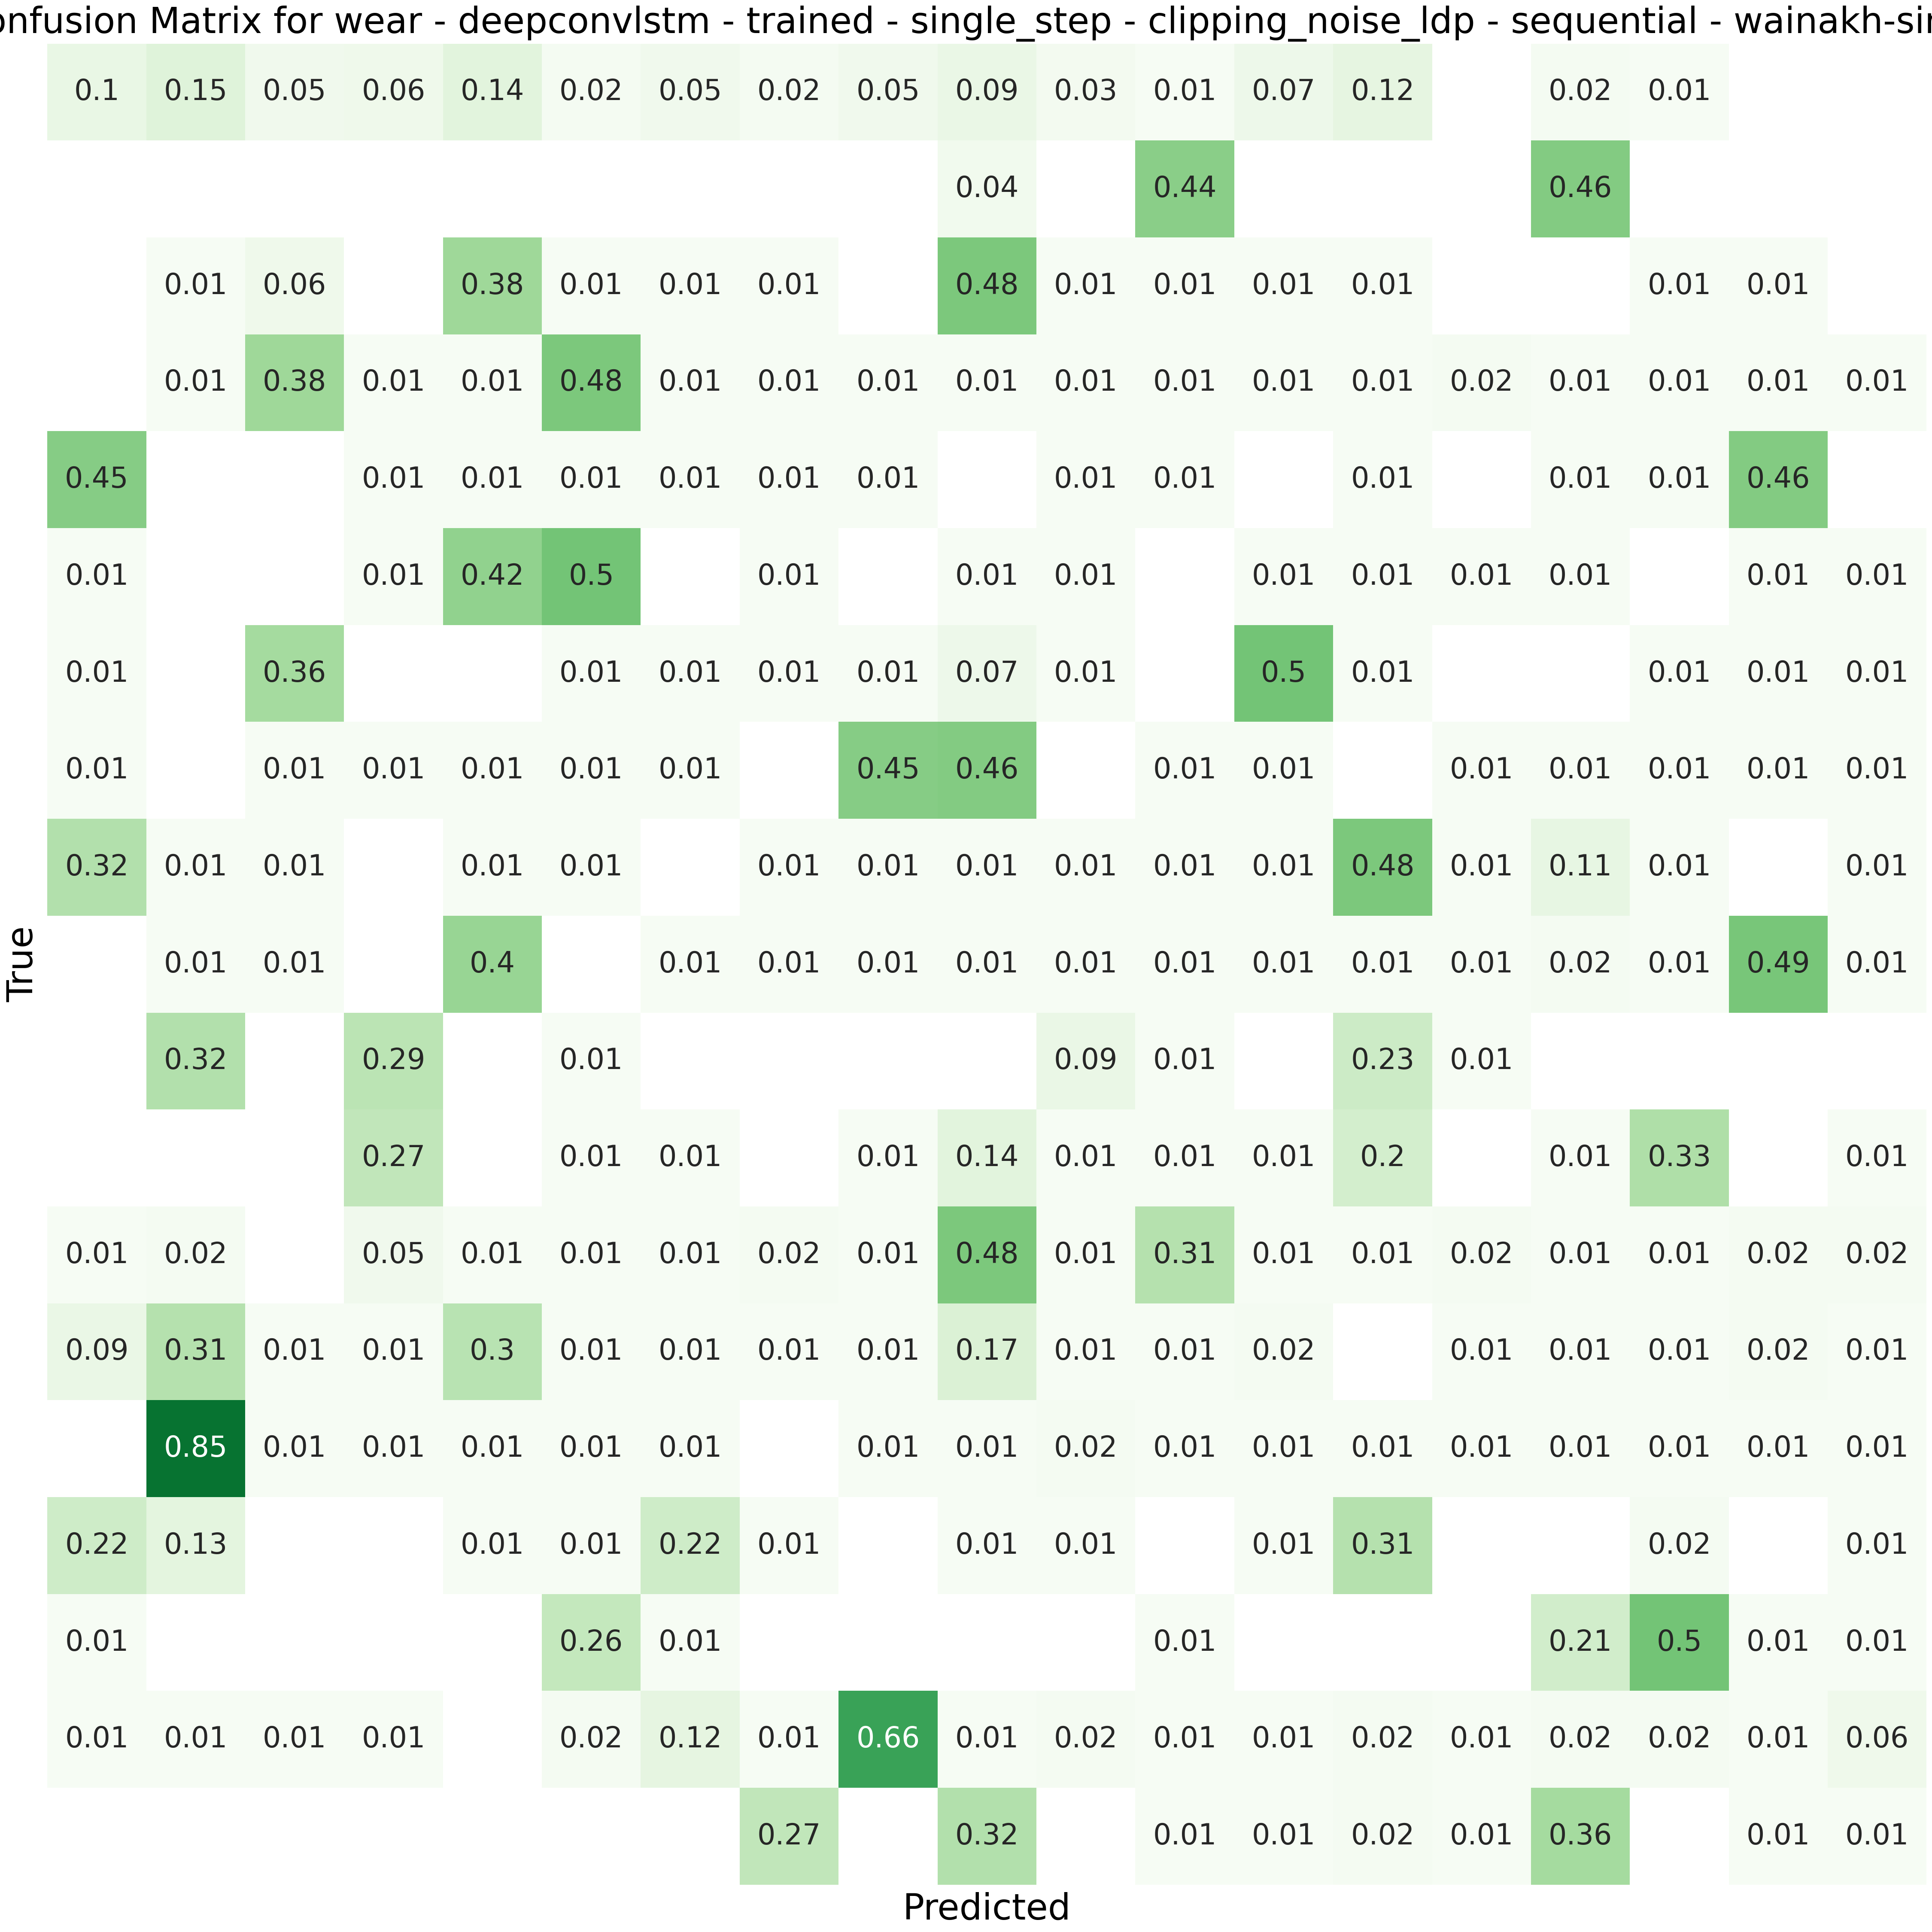 onfusion Matrix for wear - deepconvlstm - trained - single_step - clipping_noise_ldp - sequential - wainakh-sin
0.1 0.15 0.05 0.06 0.14 0.02 0.05 0.02 0.05 0.09 0.03 0.01 0.07 0.12 0.02 0.01
0.04 0.44 0.46
0.01 0.06 0.38 0.01 0.01 0.01 0.48 0.01 0.01 0.01 0.01 0.01 0.01
0.01 0.38 0.01 0.01 0.48 0.01 0.01 0.01 0.01 0.01 0.01 0.01 0.01 0.02 0.01 0.01 0.01 0.01
0.45 0.01 0.01 0.01 0.01 0.01 0.01 0.01 0.01 0.01 0.01 0.01 0.46
0.01 0.01 0.42 0.5 0.01 0.01 0.01 0.01 0.01 0.01 0.01 0.01 0.01
0.01 0.36 0.01 0.01 0.01 0.01 0.07 0.01 0.5 0.01 0.01 0.01 0.01
0.01 0.01 0.01 0.01 0.01 0.01 0.45 0.46 0.01 0.01 0.01 0.01 0.01 0.01 0.01
0.32 0.01 0.01 0.01 0.01 0.01 0.01 0.01 0.01 0.01 0.01 0.48 0.01 0.11 0.01 0.01
0.01 0.01 0.4 0.01 0.01 0.01 0.01 0.01 0.01 0.01 0.01 0.01 0.02 0.01 0.49 0.01
0.32 0.29 0.01 0.09 0.01 0.23 0.01
0.27 0.01 0.01 0.01 0.14 0.01 0.01 0.01 0.2 0.01 0.33 0.01
0.01 0.02 0.05 0.01 0.01 0.01 0.02 0.01 0.48 0.01 0.31 0.01 0.01 0.02 0.01 0.01 0.02 0.02
0.09 0.31 0.01 0.01 0.3 0.01 0.01 0.01 0.01 0.17 0.01 0.01 0.02 0.01 0.01 0.01 0.02 0.01
0.85 0.01 0.01 0.01 0.01 0.01 0.01 0.01 0.02 0.01 0.01 0.01 0.01 0.01 0.01 0.01 0.01
0.22 0.13 0.01 0.01 0.22 0.01 0.01 0.01 0.01 0.31 0.02 0.01
0.01 0.26 0.01 0.01 0.21 0.5 0.01 0.01
0.01 0.01 0.01 0.01 0.02 0.12 0.01 0.66 0.01 0.02 0.01 0.01 0.02 0.01 0.02 0.02 0.01 0.06
0.27 0.32 0.01 0.01 0.02 0.01 0.36 0.01 0.01
True
Predicted